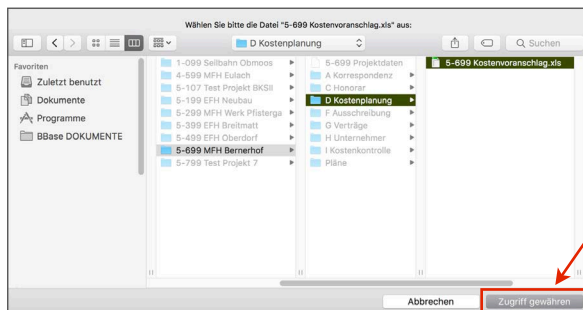 Wählen Sie bitte die Datei "5-699 Kostenvoranschlag.xls" aus:
D Kostenplanung
Suchen
Favoriten
Zuletzt benutzt
Dokumente
Programme
BBase DOKUMENTE
1-099 Seilbahn Obmoos
4-599 MFH Eulach
5-107 Test Projekt BKSII
5-199 EFH Neubau
5-299 MFH Werk Pfisterga
5-399 EFH Breitmatt
5-499 EFH Oberdorf
5-699 MFH Bernerhof
5-799 Test Projekt 7
5-699 Projektdaten
A Korrespondenz
C Honorar
D Kostenplanung
F Ausschreibung
G Verträge
H Unternehmer
I Kostenkontrolle
Pläne
5-699 Kostenvoranschlag.xls
Abbrechen
Zugriff gewähren